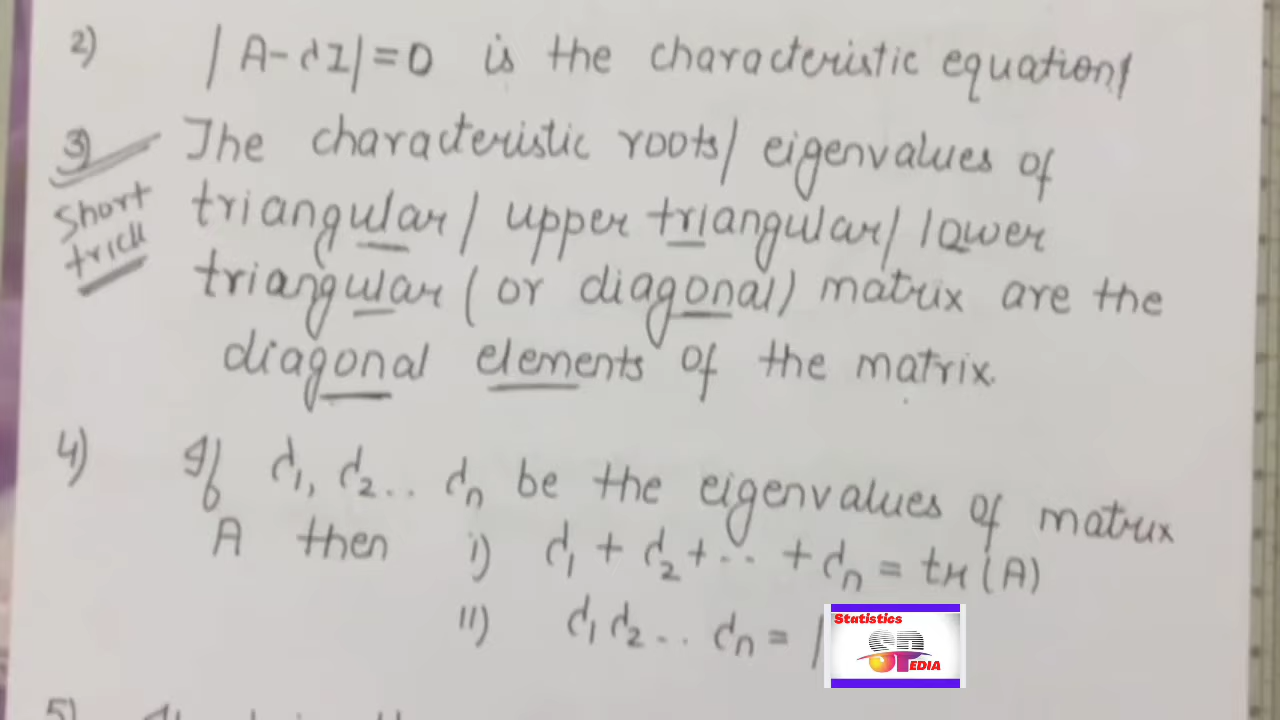 2) |A-λI|=0 is the characteristic equation/
3) The characteristic roots/ eigenvalues of
Short trick
triangular/ upper triangular/ lower
triangular (or diagonal) matrix are the
diagonal elements of the matrix.
4) If λ1, λ2.. λn be the eigenvalues of matrix
A then i) λ1 + λ2 + .. + λn = tr(A)
ii) λ1 λ2 .. λn = |
Statistics
PEDIA
5)